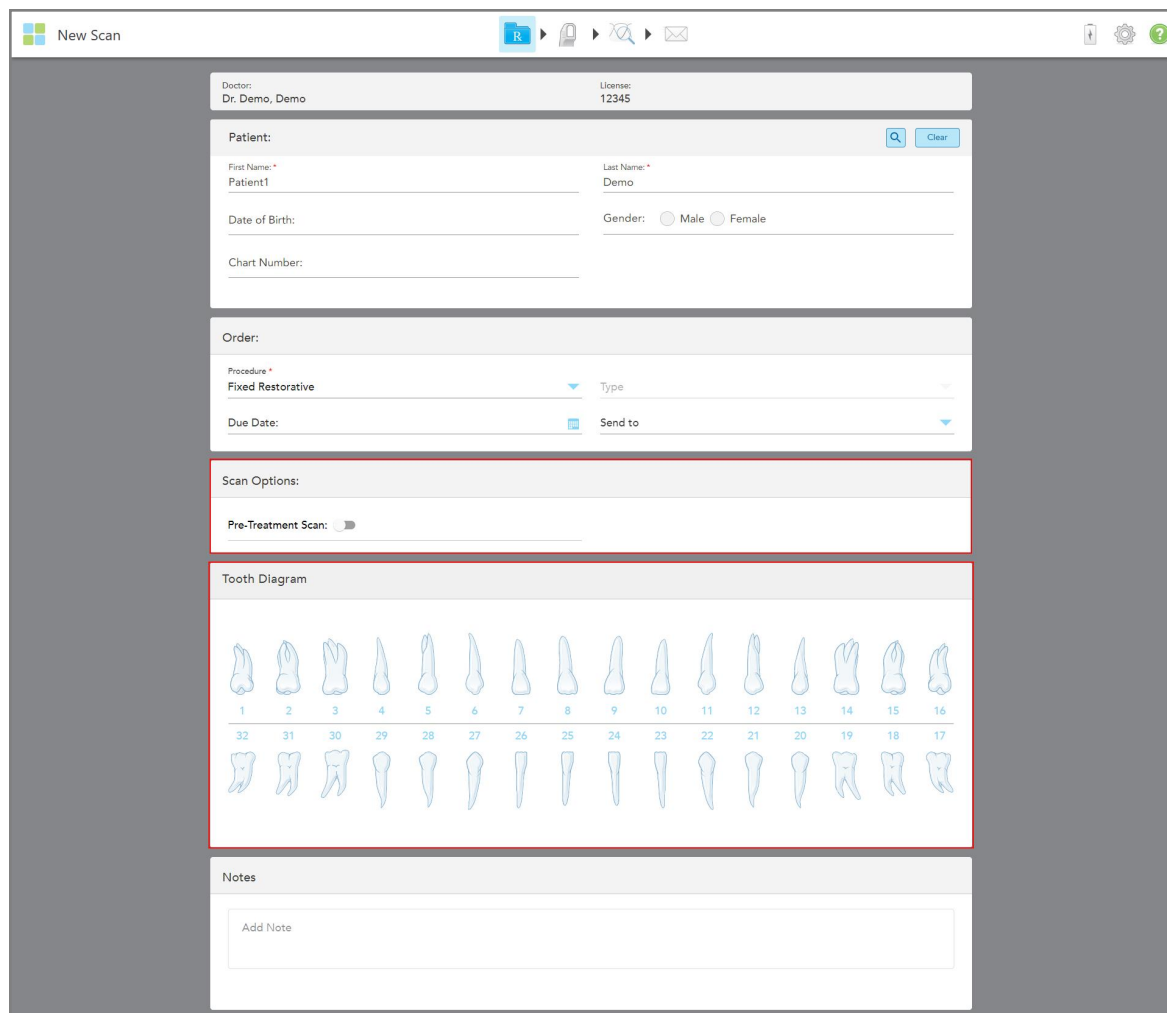 New Scan
R
?
Doctor:
Dr. Demo, Demo
License:
12345
Patient:
Clear
First Name: *
Patient1
Last Name: *
Demo
Date of Birth:
Gender: Male Female
Chart Number:
Order:
Procedure *
Fixed Restorative
Type
Due Date:
Send to
Scan Options:
Pre-Treatment Scan:
Tooth Diagram
1 2 3 4 5 6 7 8 9 10 11 12 13 14 15 16
32 31 30 29 28 27 26 25 24 23 22 21 20 19 18 17
Notes
Add Note